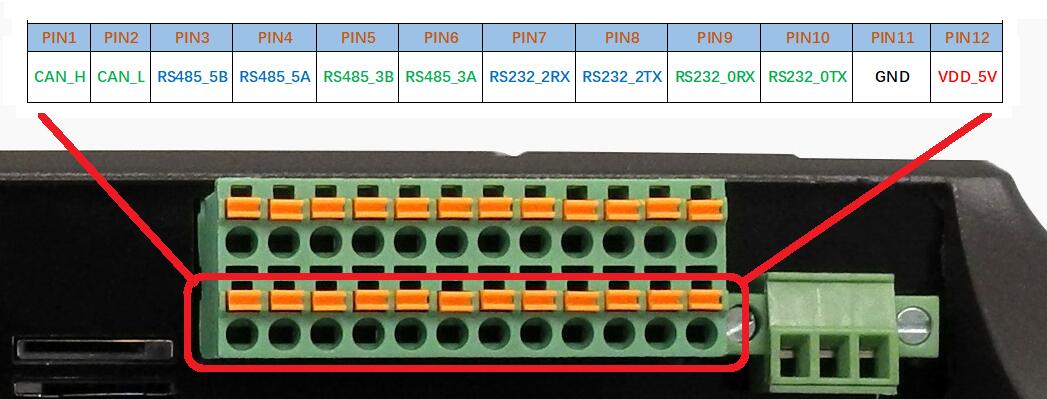 PIN1 PIN2 PIN3 PIN4 PIN5 PIN6 PIN7 PIN8 PIN9 PIN10 PIN11 PIN12
CAN_H CAN_L RS485_5B RS485_5A RS485_3B RS485_3A RS232_2RX RS232_2TX RS232_0RX RS232_0TX GND VDD_5V